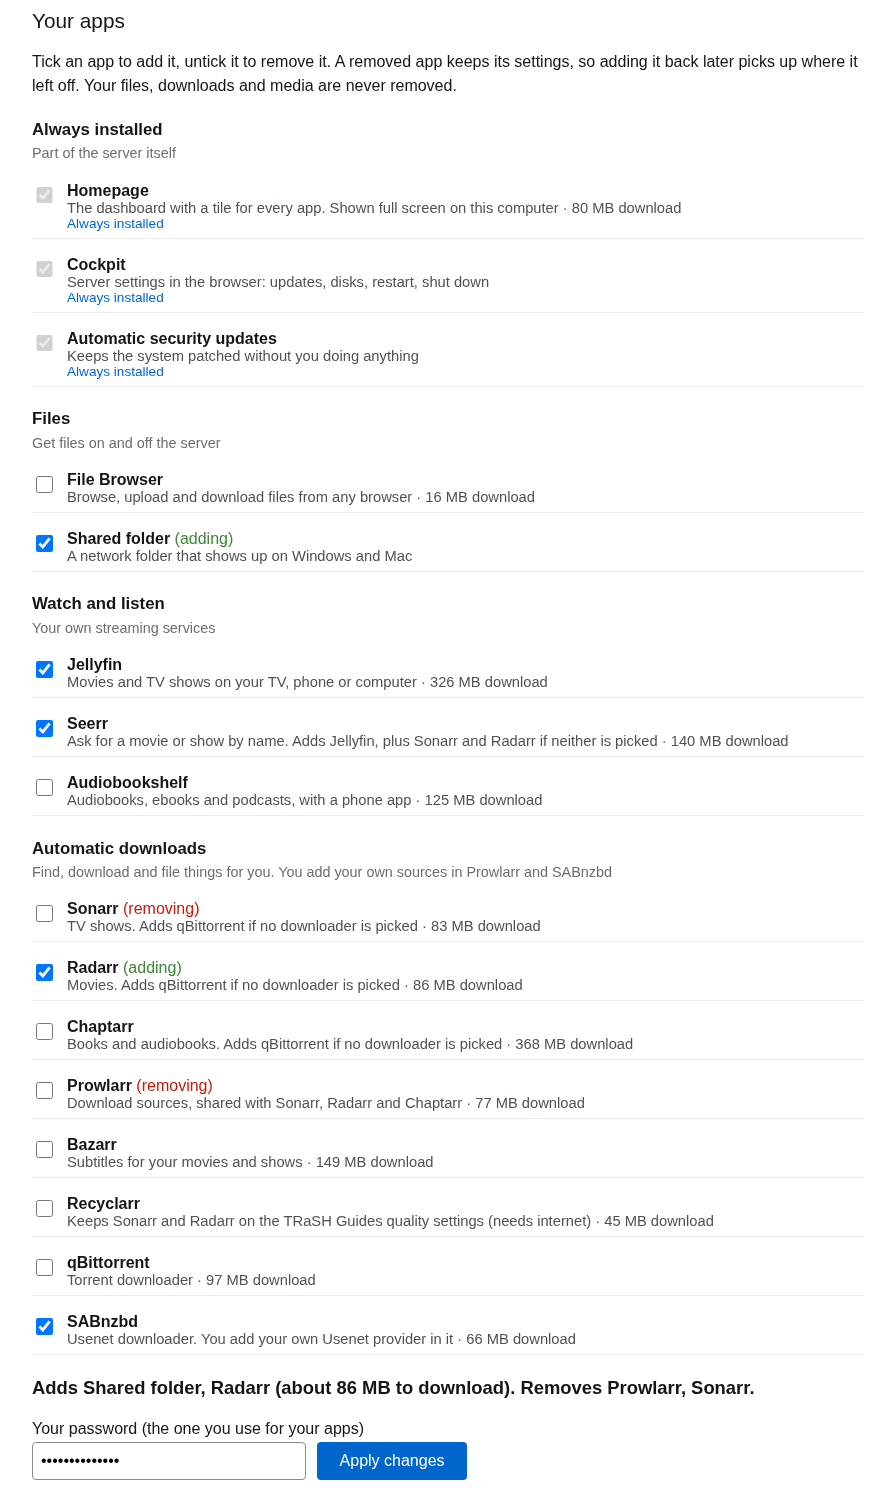 Your apps
Tick an app to add it, untick it to remove it. A removed app keeps its settings, so adding it back later picks up where it
left off. Your files, downloads and media are never removed.
Always installed
Part of the server itself
Homepage
The dashboard with a tile for every app. Shown full screen on this computer · 80 MB download
Always installed
Cockpit
Server settings in the browser: updates, disks, restart, shut down
Always installed
Automatic security updates
Keeps the system patched without you doing anything
Always installed
Files
Get files on and off the server
File Browser
Browse, upload and download files from any browser · 16 MB download
Shared folder (adding)
A network folder that shows up on Windows and Mac
Watch and listen
Your own streaming services
Jellyfin
Movies and TV shows on your TV, phone or computer · 326 MB download
Seerr
Ask for a movie or show by name. Adds Jellyfin, plus Sonarr and Radarr if neither is picked · 140 MB download
Audiobookshelf
Audiobooks, ebooks and podcasts, with a phone app · 125 MB download
Automatic downloads
Find, download and file things for you. You add your own sources in Prowlarr and SABnzbd
Sonarr (removing)
TV shows. Adds qBittorrent if no downloader is picked · 83 MB download
Radarr (adding)
Movies. Adds qBittorrent if no downloader is picked · 86 MB download
Chaptarr
Books and audiobooks. Adds qBittorrent if no downloader is picked · 368 MB download
Prowlarr (removing)
Download sources, shared with Sonarr, Radarr and Chaptarr · 77 MB download
Bazarr
Subtitles for your movies and shows · 149 MB download
Recyclarr
Keeps Sonarr and Radarr on the TRaSH Guides quality settings (needs internet) · 45 MB download
qBittorrent
Torrent downloader · 97 MB download
SABnzbd
Usenet downloader. You add your own Usenet provider in it · 66 MB download
Adds Shared folder, Radarr (about 86 MB to download). Removes Prowlarr, Sonarr.
Your password (the one you use for your apps)
•••••••••••••• Apply changes